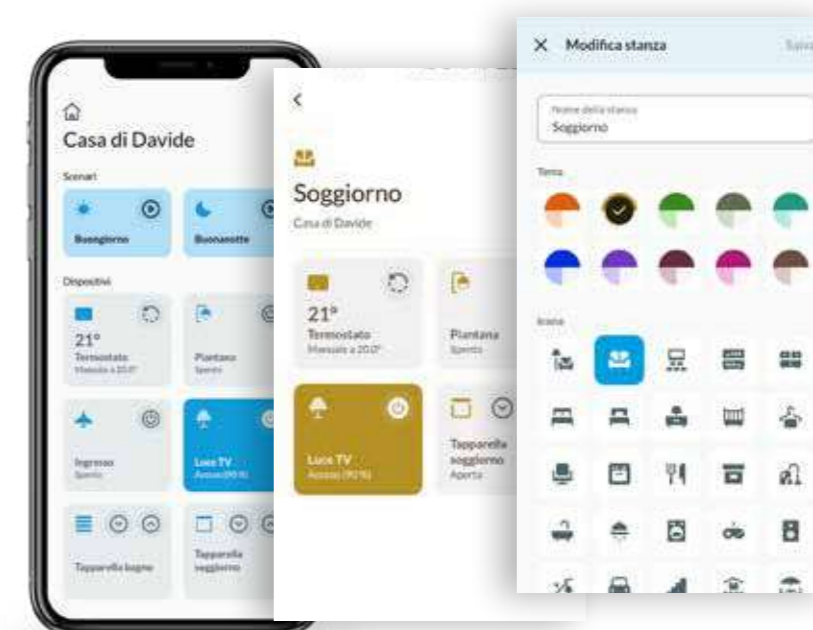 Casa di Davide
Scenari
Buongiorno
Buonanotte
Dispositivi
21°
Termostato
Manuale a 20.0°
Piantana
Spento
Ingresso
Spento
Luce TV
Acceso (90%)
Tapparella bagno
Tapparella
soggiorno
Soggiorno
Casa di Davide
21°
Termostato
Manuale a 20.0°
Piantana
Spento
Luce TV
Acceso (90%)
Tapparella
soggiorno
Aperta
Modifica stanza
Nome della stanza
Soggiorno
Tema
Icona